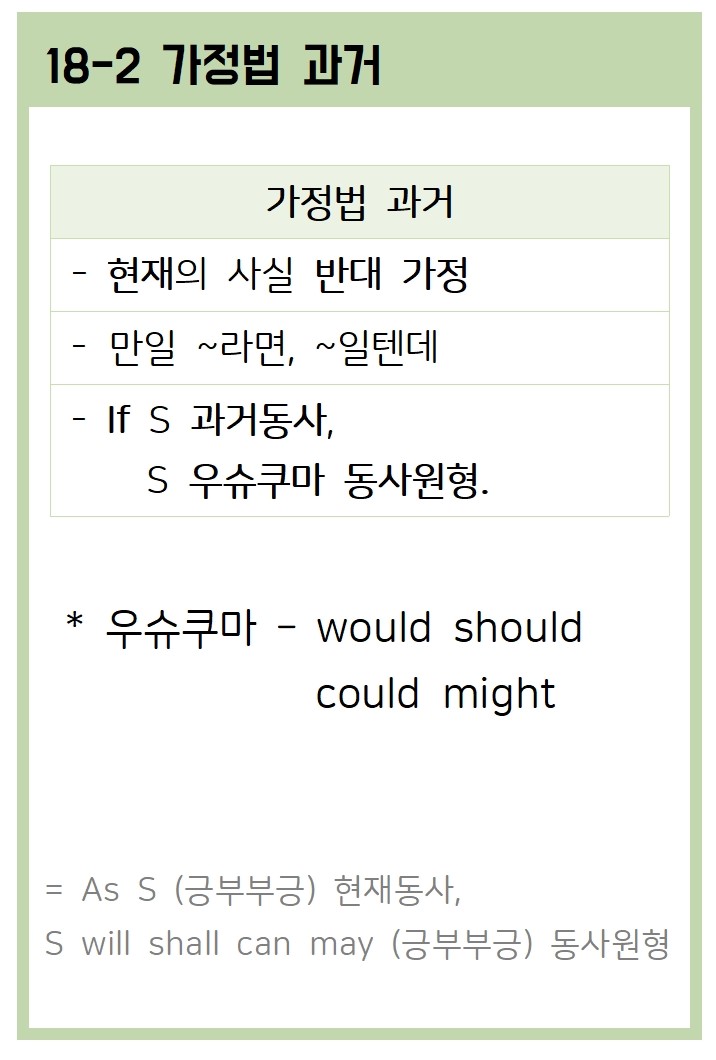 18-2 가정법 과거
가정법 과거
- 현재의 사실 반대 가정
- 만일 ~라면, ~일텐데
- If S 과거동사,
S 우슈쿠마 동사원형.
* 우슈쿠마 - would should
could might
= As S (긍부부긍) 현재동사,
S will shall can may (긍부부긍) 동사원형